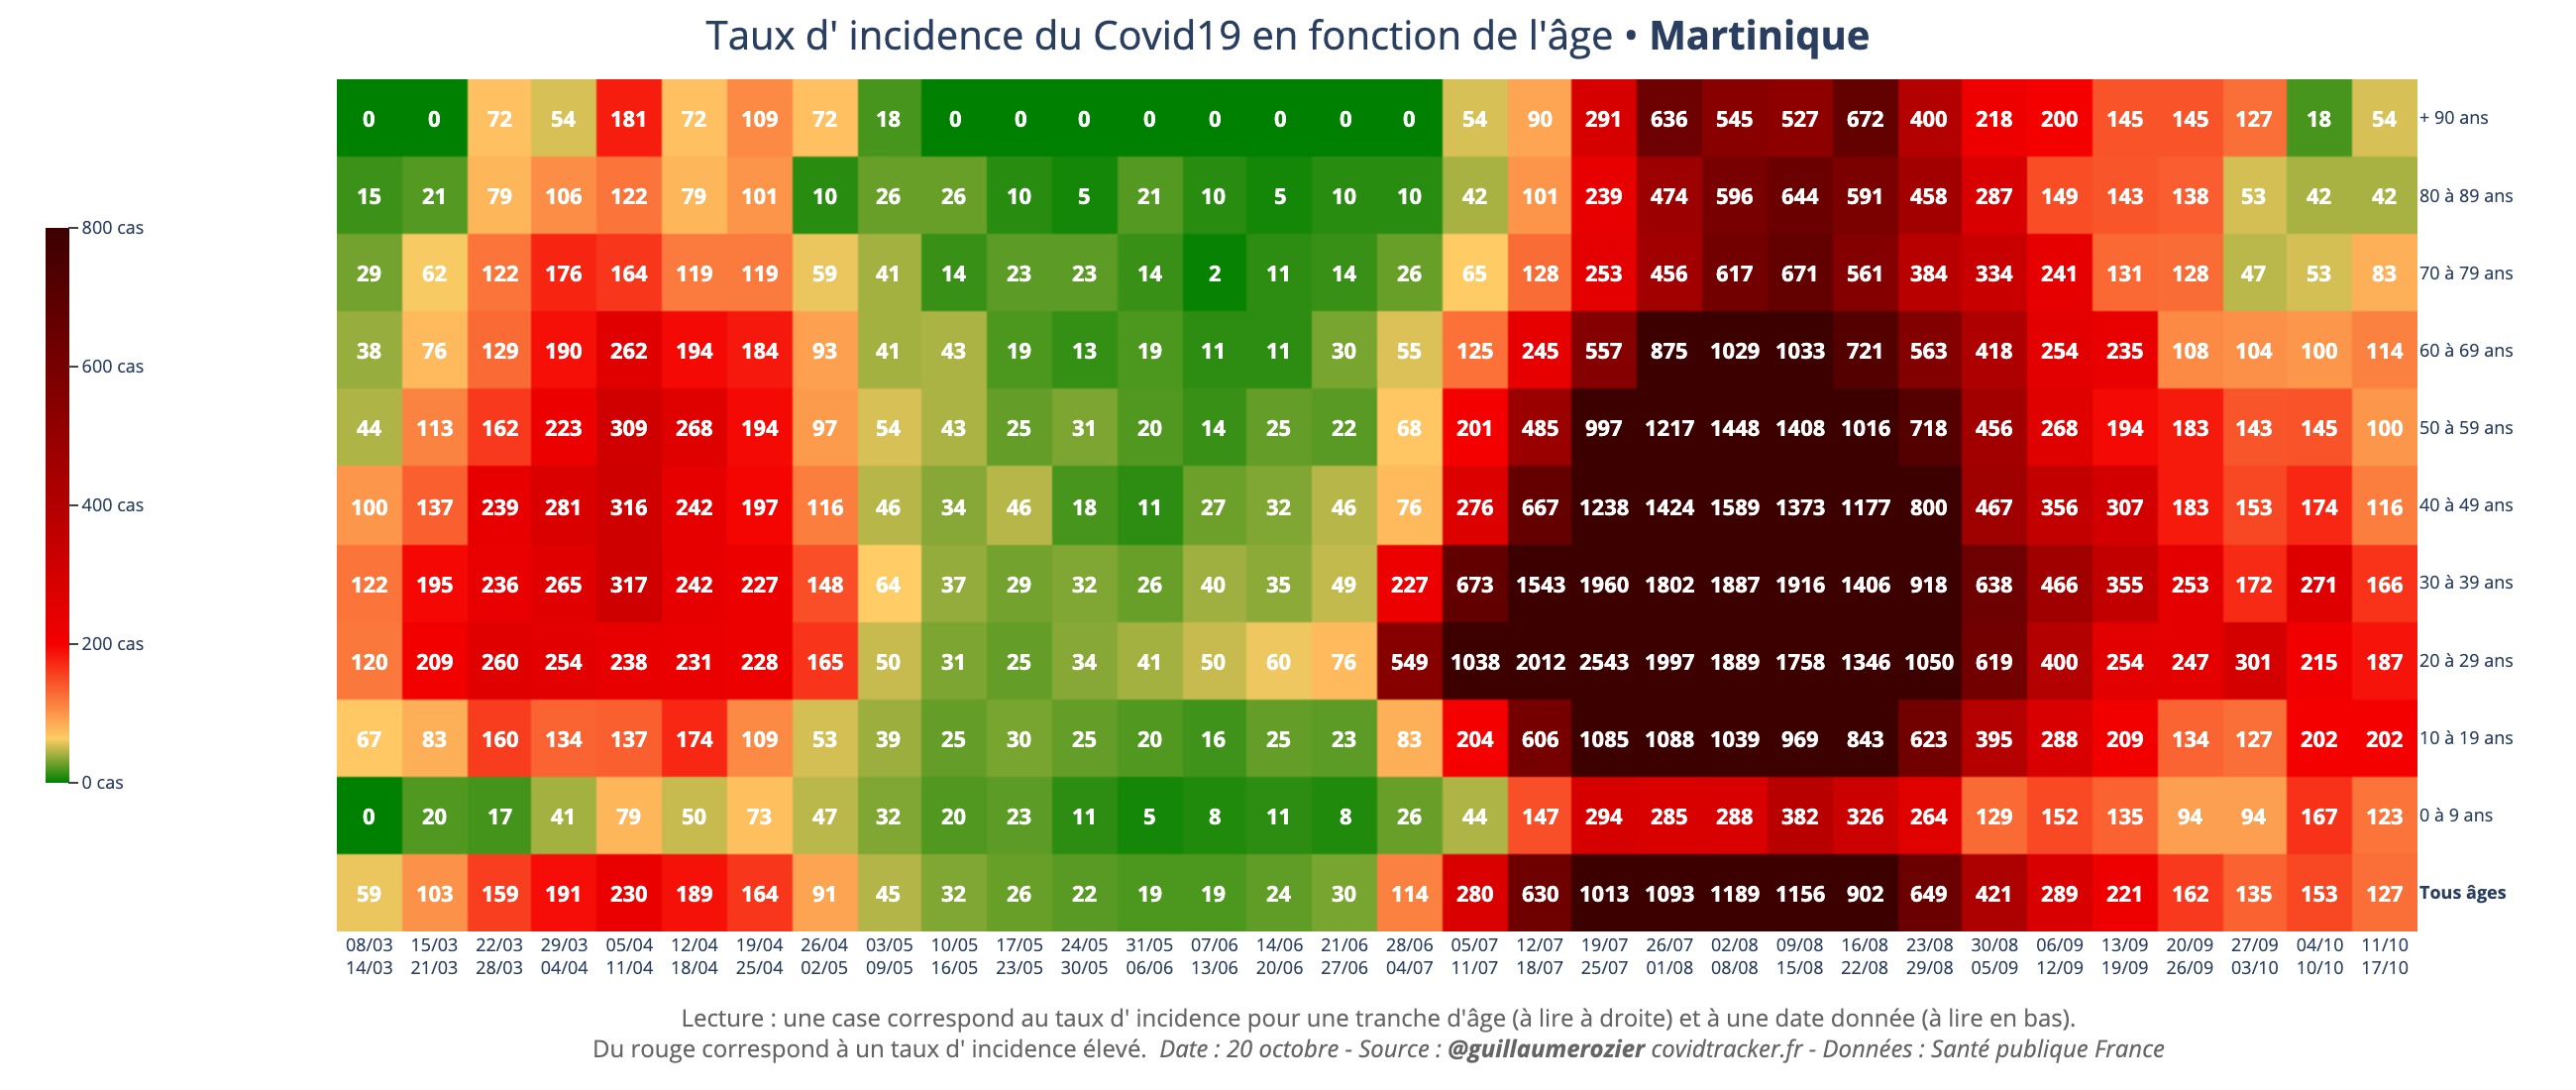 Taux d' incidence du Covid19 en fonction de l'âge • Martinique
0 0 72 54 181 72 109 72 18 0 0 0 0 0 0 0 0 54 90 291 636 545 527 672 400 218 200 145 145 127 18 54 + 90 ans
15 21 79 106 122 79 101 10 26 26 10 5 21 10 5 10 10 42 101 239 474 596 644 591 458 287 149 143 138 53 42 42 80 à 89 ans
29 62 122 176 164 119 119 59 41 14 23 23 14 2 11 14 26 65 128 253 456 617 671 561 384 334 241 131 128 47 53 83 70 à 79 ans
38 76 129 190 262 194 184 93 41 43 19 13 19 11 11 30 55 125 245 557 875 1029 1033 721 563 418 254 235 108 104 100 114 60 à 69 ans
44 113 162 223 309 268 194 97 54 43 25 31 20 14 25 22 68 201 485 997 1217 1448 1408 1016 718 456 268 194 183 143 145 100 50 à 59 ans
100 137 239 281 316 242 197 116 46 34 46 18 11 27 32 46 76 276 667 1238 1424 1589 1373 1177 800 467 356 307 183 153 174 116 40 à 49 ans
122 195 236 265 317 242 227 148 64 37 29 32 26 40 35 49 227 673 1543 1960 1802 1887 1916 1406 918 638 466 355 253 172 271 166 30 à 39 ans
120 209 260 254 238 231 228 165 50 31 25 34 41 50 60 76 549 1038 2012 2543 1997 1889 1758 1346 1050 619 400 254 247 301 215 187 20 à 29 ans
67 83 160 134 137 174 109 53 39 25 30 25 20 16 25 23 83 204 606 1085 1088 1039 969 843 623 395 288 209 134 127 202 202 10 à 19 ans
0 20 17 41 79 50 73 47 32 20 23 11 5 8 11 8 26 44 147 294 285 288 382 326 264 129 152 135 94 94 167 123 0 à 9 ans
59 103 159 191 230 189 164 91 45 32 26 22 19 19 24 30 114 280 630 1013 1093 1189 1156 902 649 421 289 221 162 135 153 127 Tous âges
08/03 15/03 22/03 29/03 05/04 12/04 19/04 26/04 03/05 10/05 17/05 24/05 31/05 07/06 14/06 21/06 28/06 05/07 12/07 19/07 26/07 02/08 09/08 16/08 23/08 30/08 06/09 13/09 20/09 27/09 04/10 11/10
14/03 21/03 28/03 04/04 11/04 18/04 25/04 02/05 09/05 16/05 23/05 30/05 06/06 13/06 20/06 27/06 04/07 11/07 18/07 25/07 01/08 08/08 15/08 22/08 29/08 05/09 12/09 19/09 26/09 03/10 10/10 17/10
800 cas
600 cas
400 cas
200 cas
0 cas
Lecture : une case correspond au taux d' incidence pour une tranche d'âge (à lire à droite) et à une date donnée (à lire en bas).
Du rouge correspond à un taux d' incidence élevé. Date : 20 octobre - Source : @guillaumerozier covidtracker.fr - Données : Santé publique France